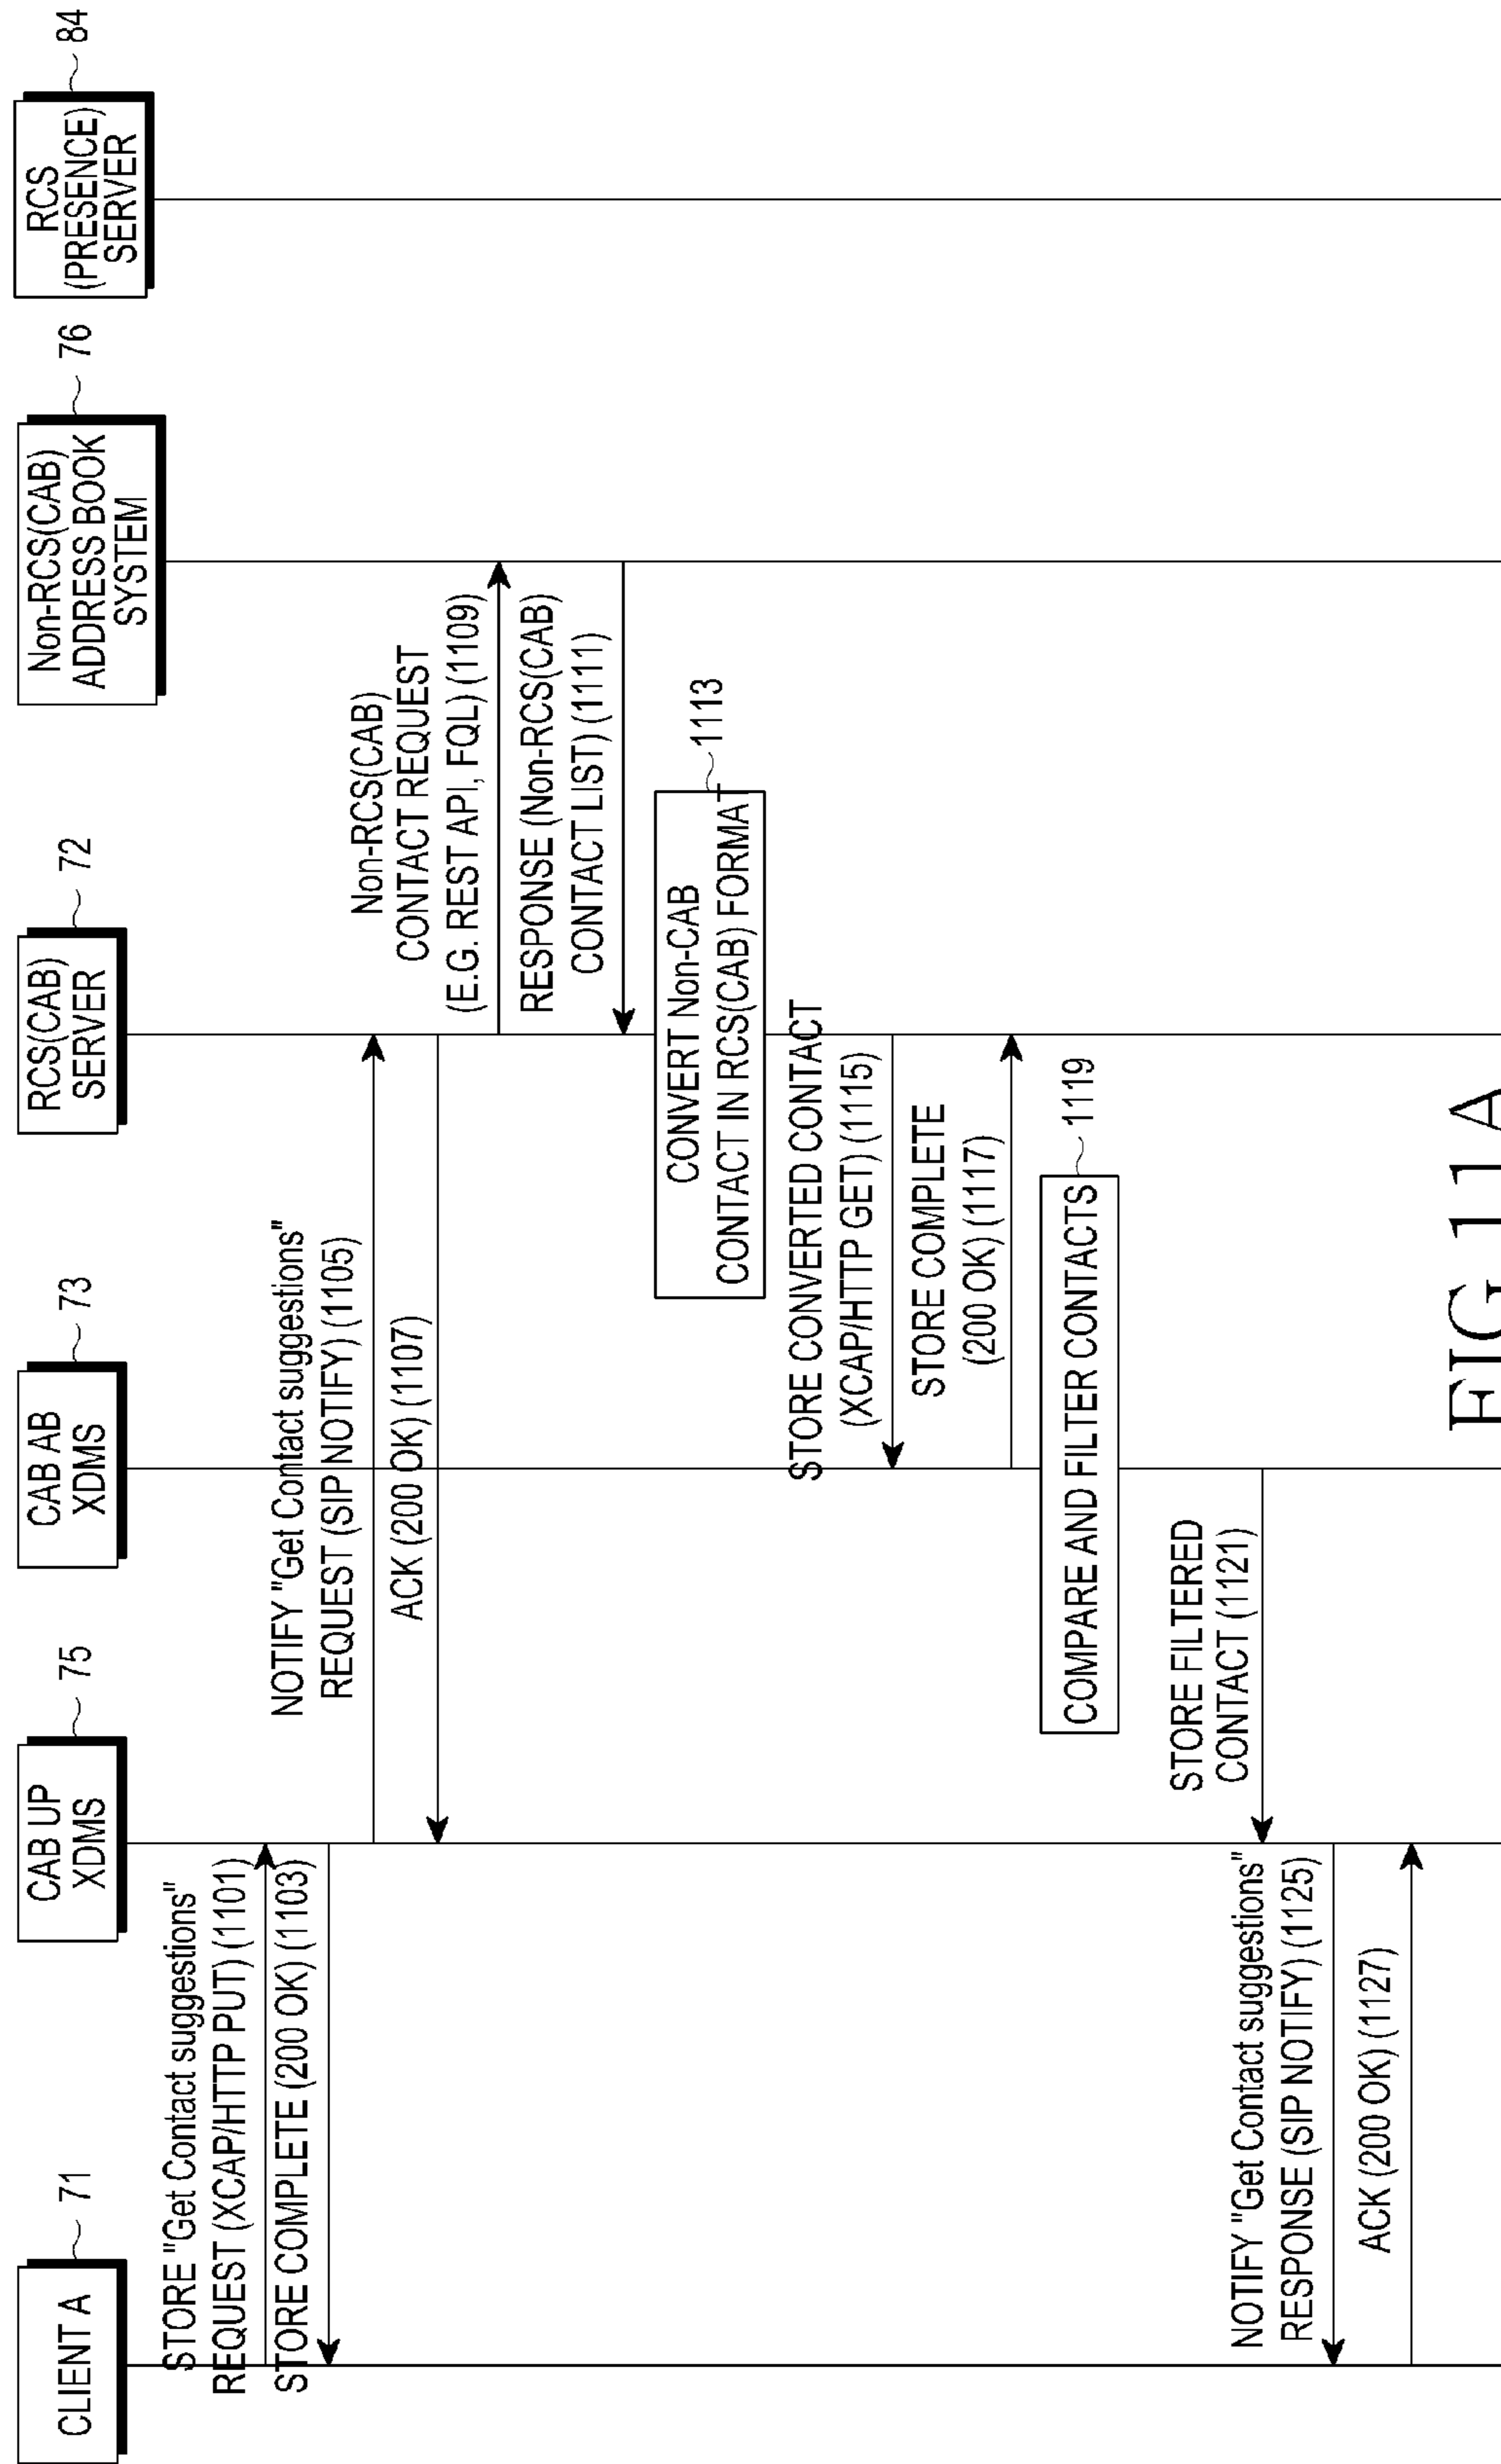 CLIENT A
71
CAB UP
XDMS
75
CAB AB
XDMS
73
RCS(CAB)
SERVER
72
Non-RCS(CAB)
ADDRESS BOOK
SYSTEM
76
RCS
(PRESENCE)
SERVER
84
STORE "Get Contact suggestions"
REQUEST (XCAP/HTTP PUT) (1101)
STORE COMPLETE (200 OK) (1103)
NOTIFY "Get Contact suggestions"
REQUEST (SIP NOTIFY) (1105)
ACK (200 OK) (1107)
Non-RCS(CAB)
CONTACT REQUEST
(E.G. REST API, FQL) (1109)
RESPONSE (Non-RCS(CAB)
CONTACT LIST) (1111)
CONVERT Non-CAB
CONTACT IN RCS(CAB) FORMAT
1113
STORE CONVERTED CONTACT
(XCAP/HTTP GET) (1115)
STORE COMPLETE
(200 OK) (1117)
COMPARE AND FILTER CONTACTS
1119
STORE FILTERED
CONTACT (1121)
NOTIFY "Get Contact suggestions"
RESPONSE (SIP NOTIFY) (1125)
ACK (200 OK) (1127)
FIG.11A